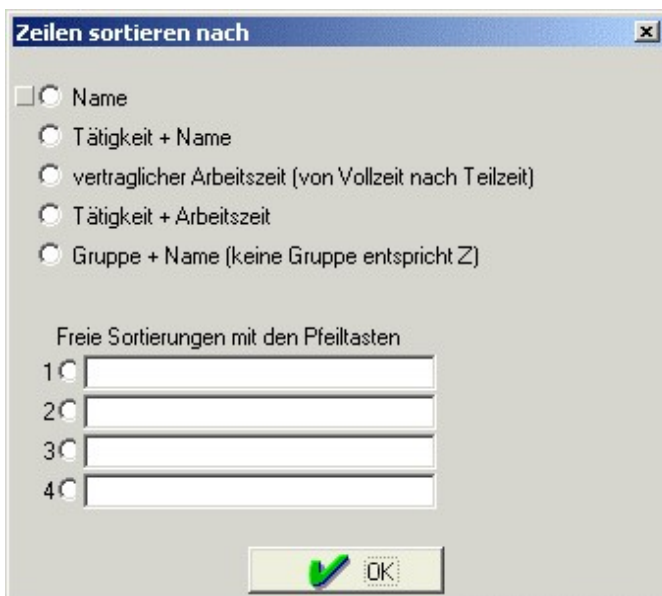 Zeilen sortieren nach
Name
Tätigkeit + Name
vertraglicher Arbeitszeit (von Vollzeit nach Teilzeit)
Tätigkeit + Arbeitszeit
Gruppe + Name (keine Gruppe entspricht Z)
Freie Sortierungen mit den Pfeiltasten
1
2
3
4
OK